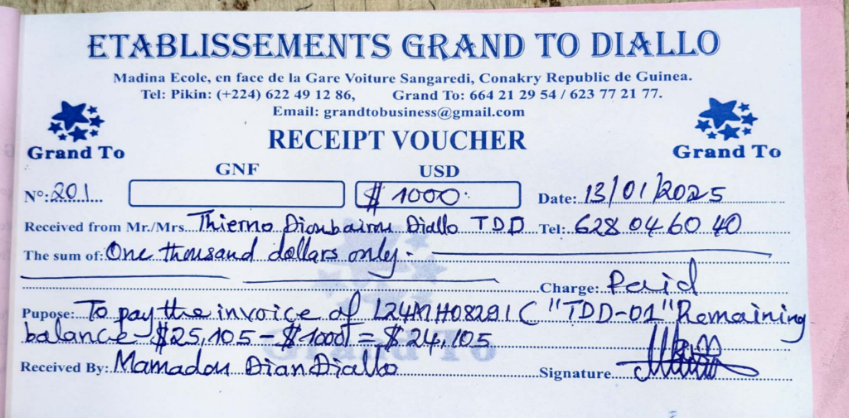 ETABLISSEMENTS GRAND TO DIALLO
Madina Ecole, en face de la Gare Voiture Sangaredi, Conakry Republic de Guinea.
Tel: Pikin: (+224) 622 49 12 86, Grand To: 664 21 29 54 / 623 77 21 77.
Email: grandtobusiness@gmail.com
RECEIPT VOUCHER
Grand To Grand To
GNF USD
N°: 201 $ 1000 Date: 13/01/2025
Received from Mr./Mrs Thierno Dioubairou Diallo TDD Tel: 628 04 60 40
The sum of: One thousand dollars only.
Charge: Paid
Pupose: To pay the invoice of "TDD-01" Remaining
balance $25,105 - $1000 = $24,105
Grand To
Received By: Mamadou Dian Diallo Signature